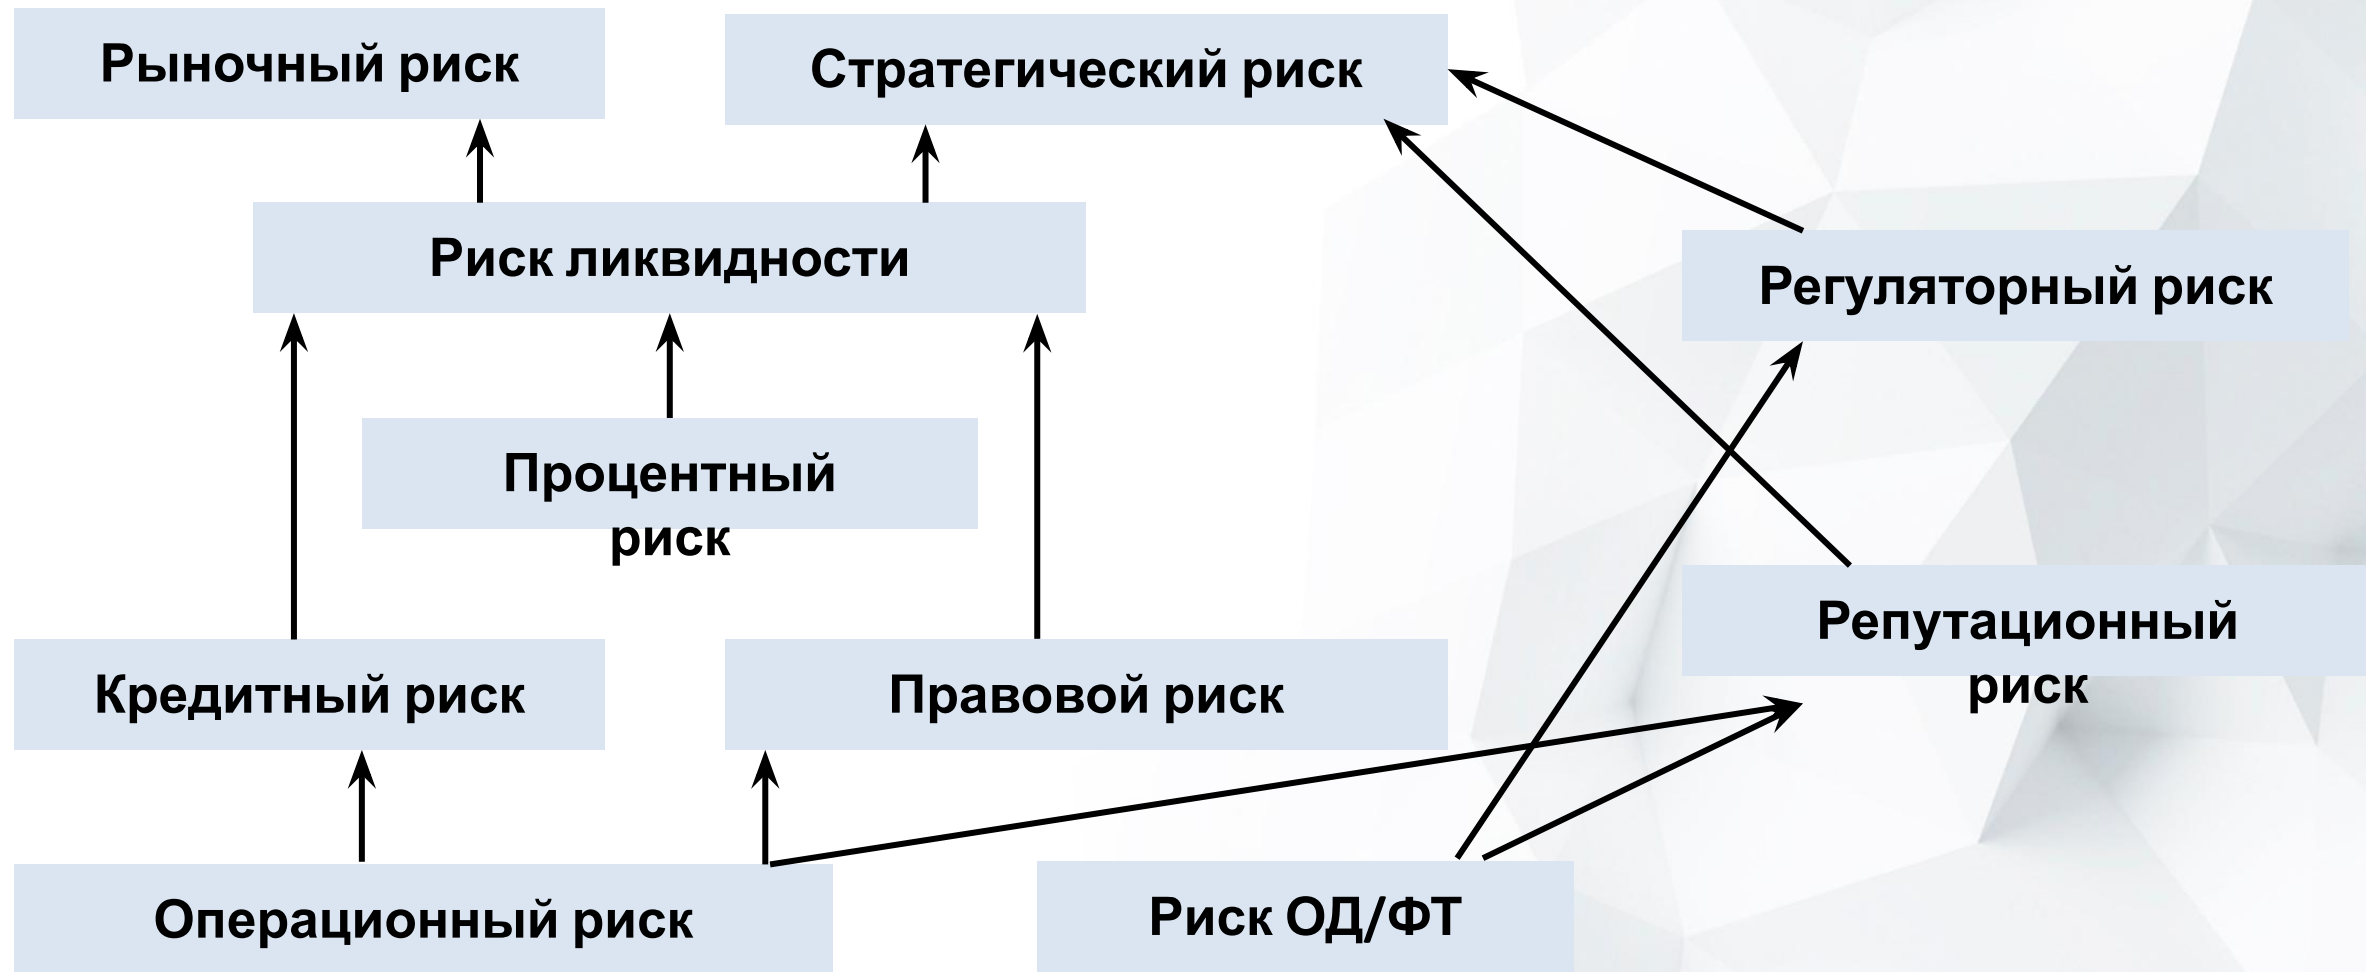 Рыночный риск
Стратегический риск
Риск ликвидности
Регуляторный риск
Процентный
риск
Репутационный
риск
Кредитный риск
Правовой риск
Операционный риск
Риск ОД/ФТ